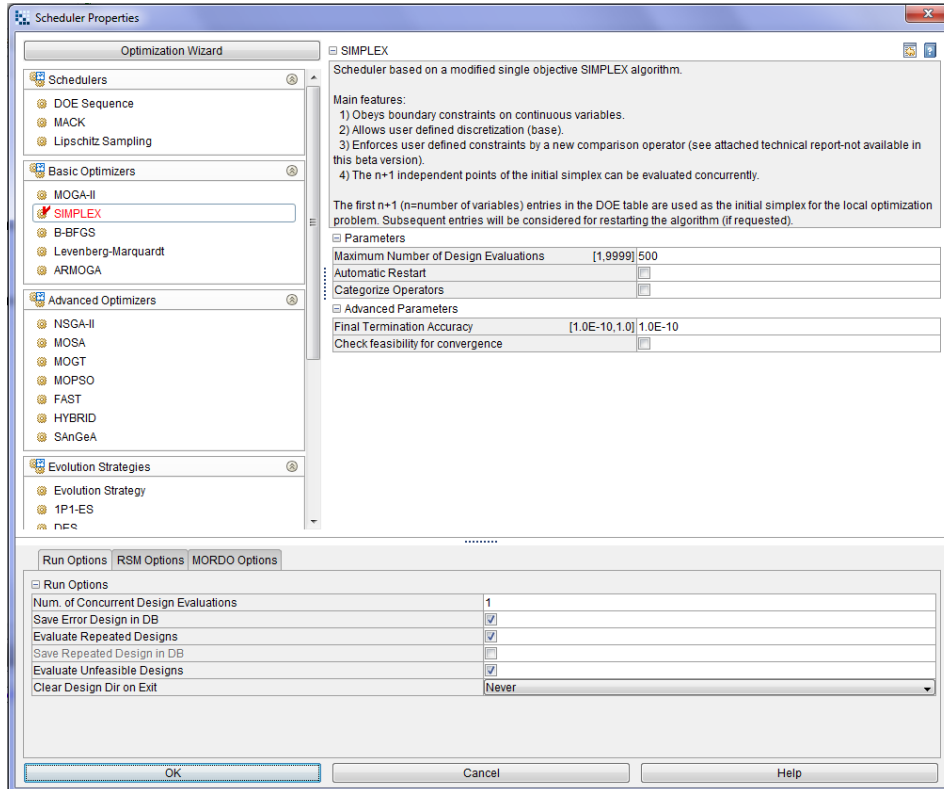 Scheduler Properties
Optimization Wizard
Schedulers
DOE Sequence
MACK
Lipschitz Sampling
Basic Optimizers
MOGA-II
SIMPLEX
B-BFGS
Levenberg-Marquardt
ARMOGA
Advanced Optimizers
NSGA-II
MOSA
MOGT
MOPSO
FAST
HYBRID
SAnGeA
Evolution Strategies
Evolution Strategy
1P1-ES
DES
SIMPLEX
Scheduler based on a modified single objective SIMPLEX algorithm.
Main features:
1) Obeys boundary constraints on continuous variables.
2) Allows user defined discretization (base).
3) Enforces user defined constraints by a new comparison operator (see attached technical report-not available in
this beta version).
4) The n+1 independent points of the initial simplex can be evaluated concurrently.
The first n+1 (n=number of variables) entries in the DOE table are used as the initial simplex for the local optimization
problem. Subsequent entries will be considered for restarting the algorithm (if requested).
Parameters
Maximum Number of Design Evaluations [1,9999] 500
Automatic Restart
Categorize Operators
Advanced Parameters
Final Termination Accuracy [1.0E-10,1.0] 1.0E-10
Check feasibility for convergence
Run Options RSM Options MORDO Options
Run Options
Num. of Concurrent Design Evaluations 1
Save Error Design in DB
Evaluate Repeated Designs
Save Repeated Design in DB
Evaluate Unfeasible Designs
Clear Design Dir on Exit Never
OK Cancel Help